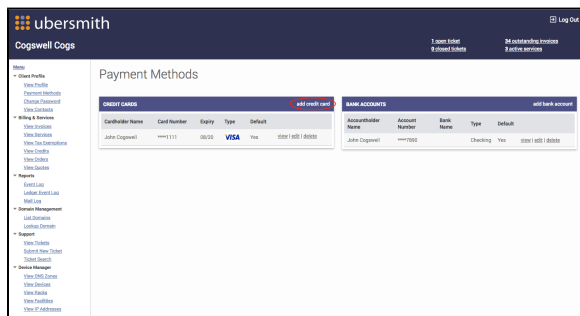 ubersmith
Log Out
Cogswell Cogs
1 open ticket
0 closed tickets
34 outstanding invoices
3 active services
Menu
Client Profile
View Profile
Payment Methods
Change Password
View Contacts
Billing & Services
View Invoices
View Services
View Tax Exemptions
View Credits
View Orders
View Quotes
Reports
Event Log
Ledger Event Log
Mail Log
Domain Management
List Domains
Lookup Domain
Support
View Tickets
Submit New Ticket
Ticket Search
Device Manager
View DNS Zones
View Devices
View Racks
View Facilities
View IP Addresses
Payment Methods
CREDIT CARDS add credit card
Cardholder Name Card Number Expiry Type Default
John Cogswell ****1111 08/20 VISA Yes view | edit | delete
BANK ACCOUNTS add bank account
Accountholder Name Account Number Bank Name Type Default
John Cogswell ****7890 Checking Yes view | edit | delete